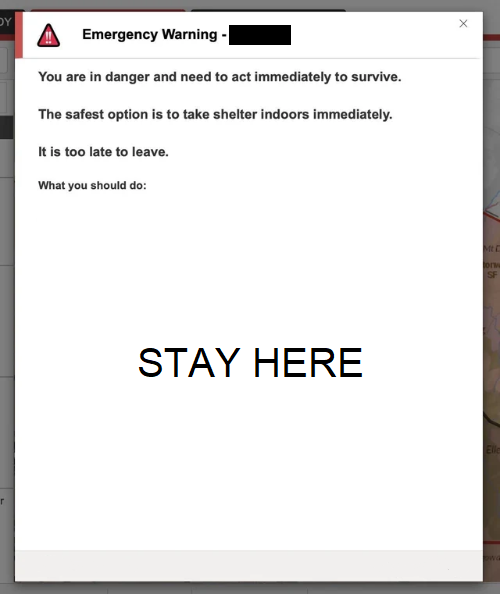 Emergency Warning -
You are in danger and need to act immediately to survive.
The safest option is to take shelter indoors immediately.
It is too late to leave.
What you should do:
STAY HERE